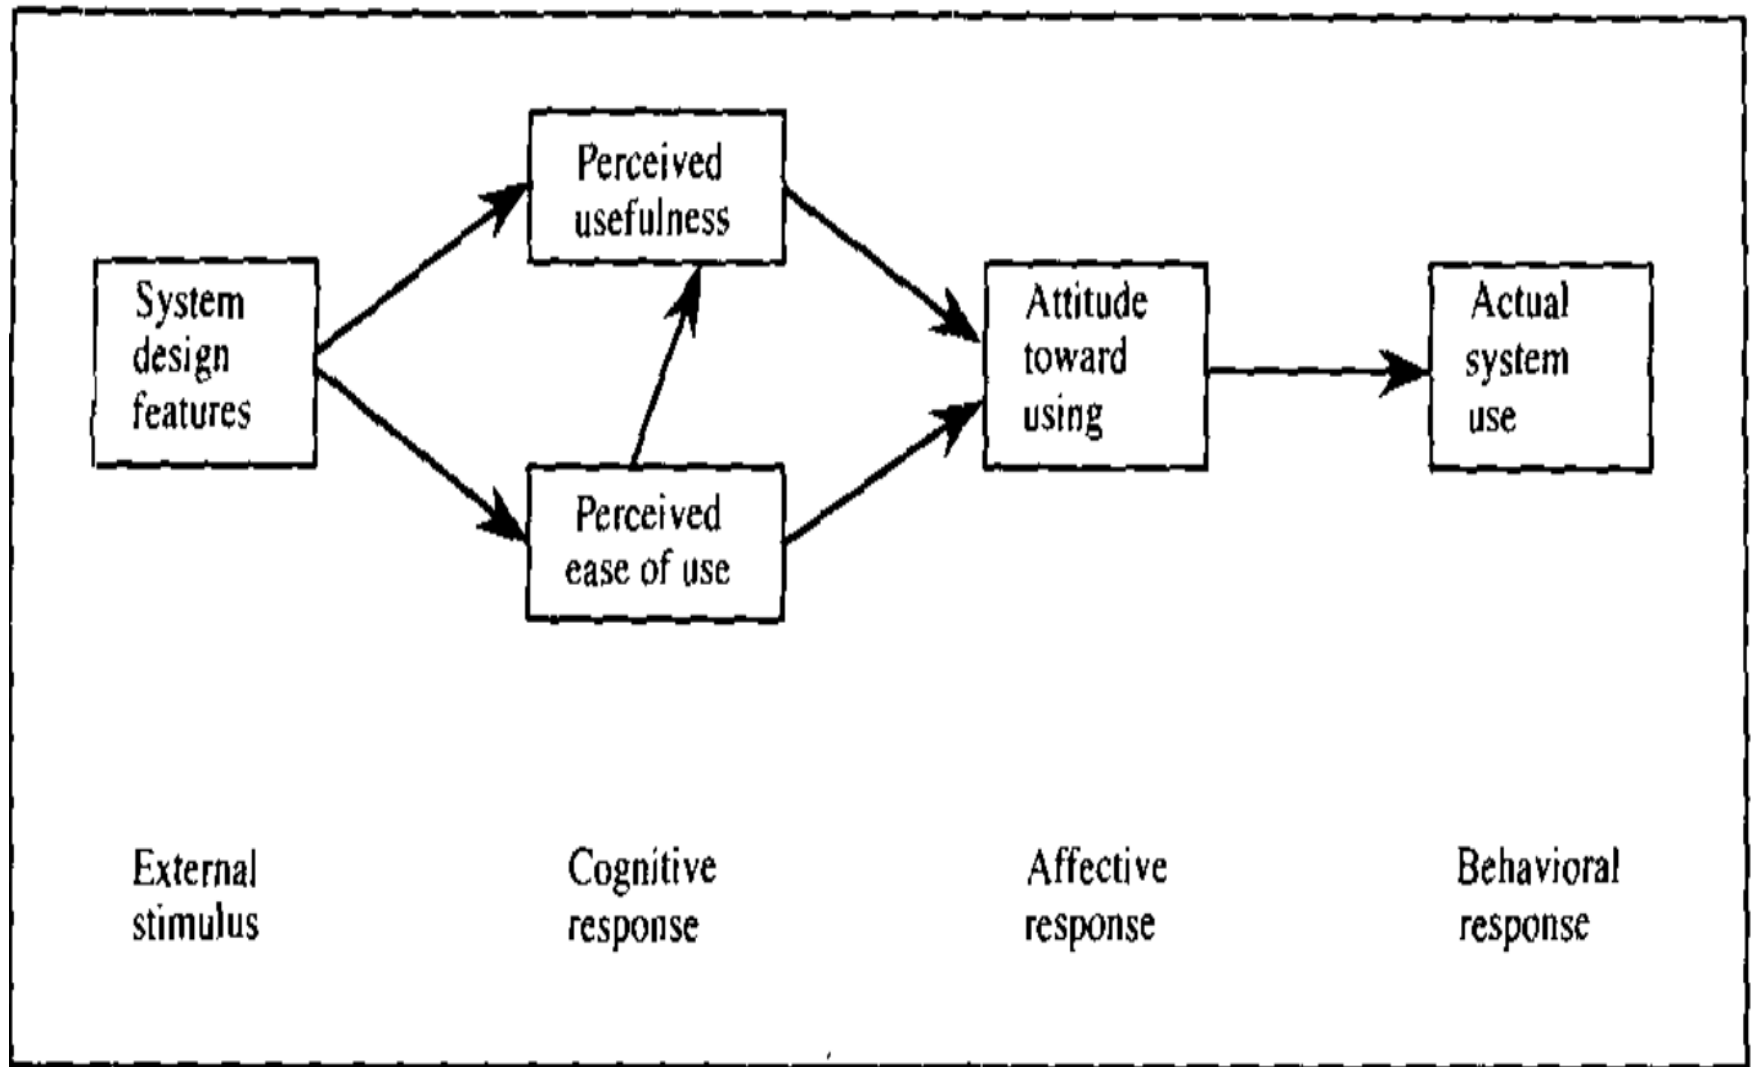 Perceived
usefulness
System
design
features
Attitude
toward
using
Actual
system
use
Perceived
ease of use
External
stimulus
Cognitive
response
Affective
response
Behavioral
response